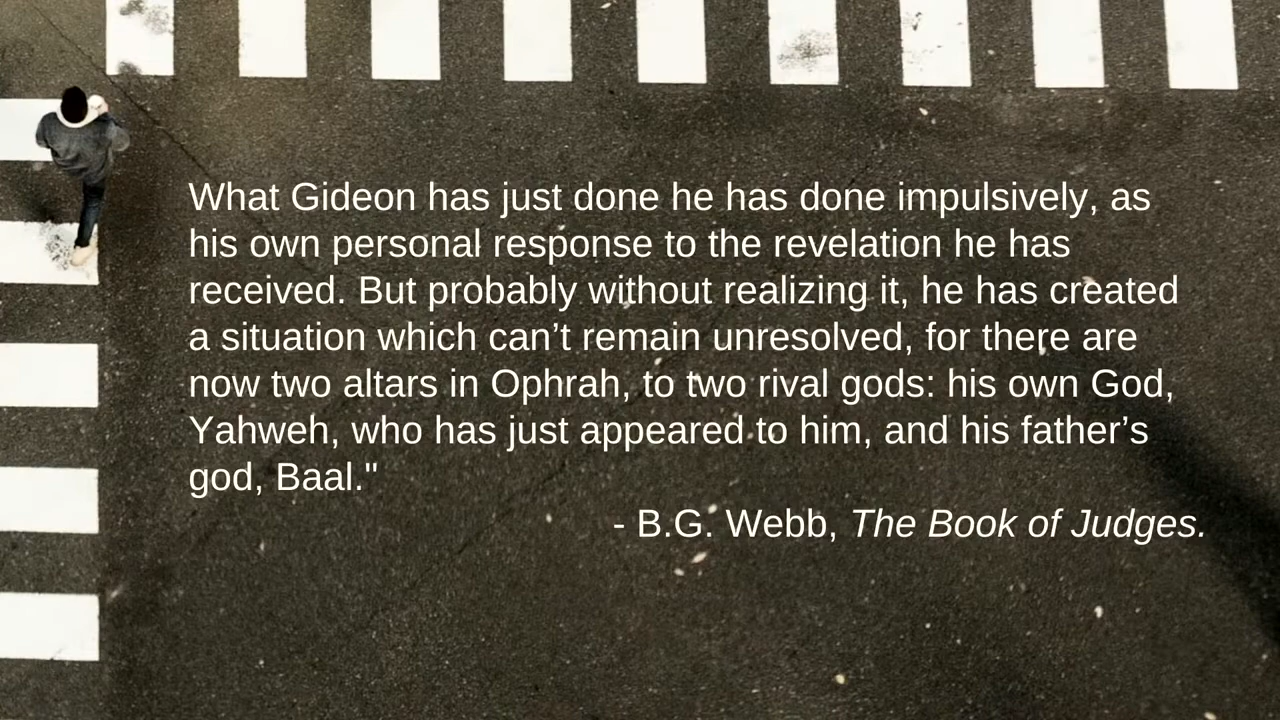 What Gideon has just done he has done impulsively, as
his own personal response to the revelation he has
received. But probably without realizing it, he has created
a situation which can’t remain unresolved, for there are
now two altars in Ophrah, to two rival gods: his own God,
Yahweh, who has just appeared to him, and his father’s
god, Baal."
- B.G. Webb, The Book of Judges.